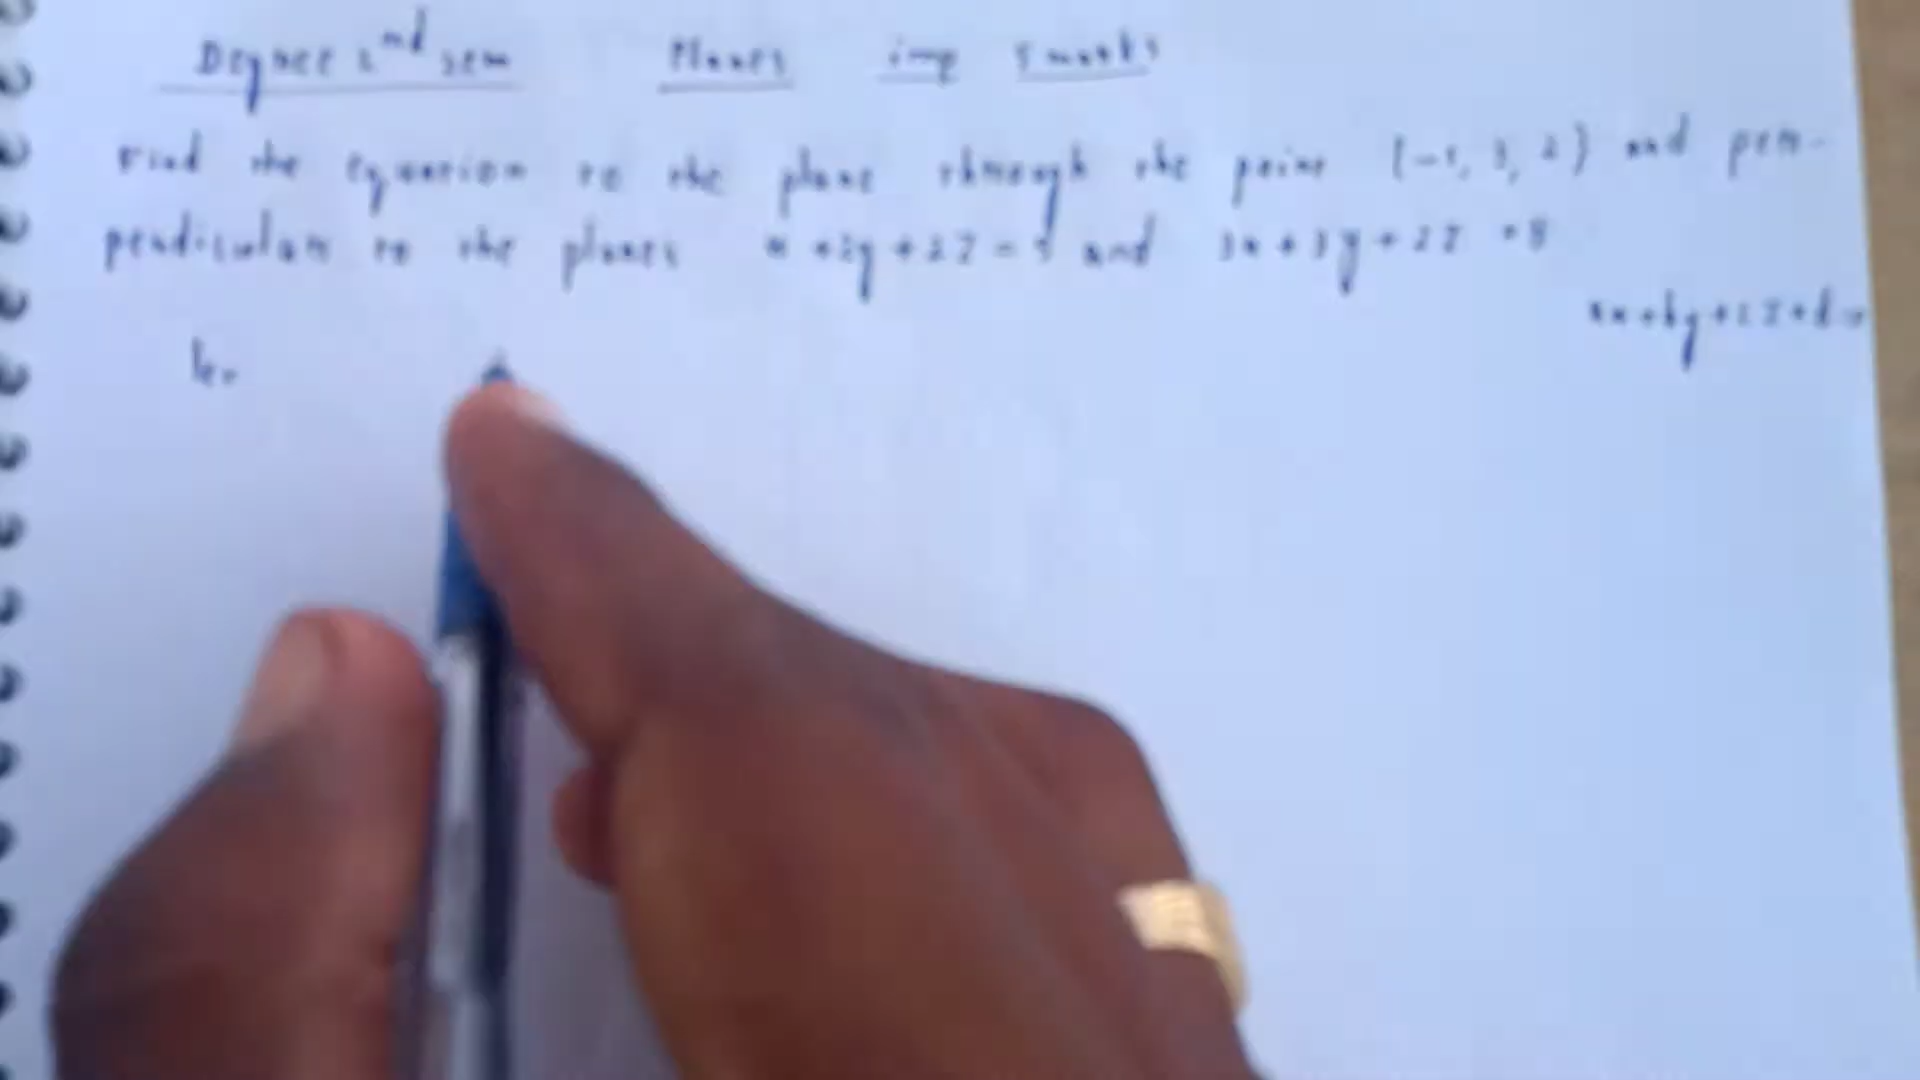 Degree 2nd sem Planes imp 5 marks
Find the equation to the plane through the point (-1, 3, 2) and per-
pendicular to the planes x+2y+2z=5 and 3x+3y+2z=8
ax+by+cz+d=